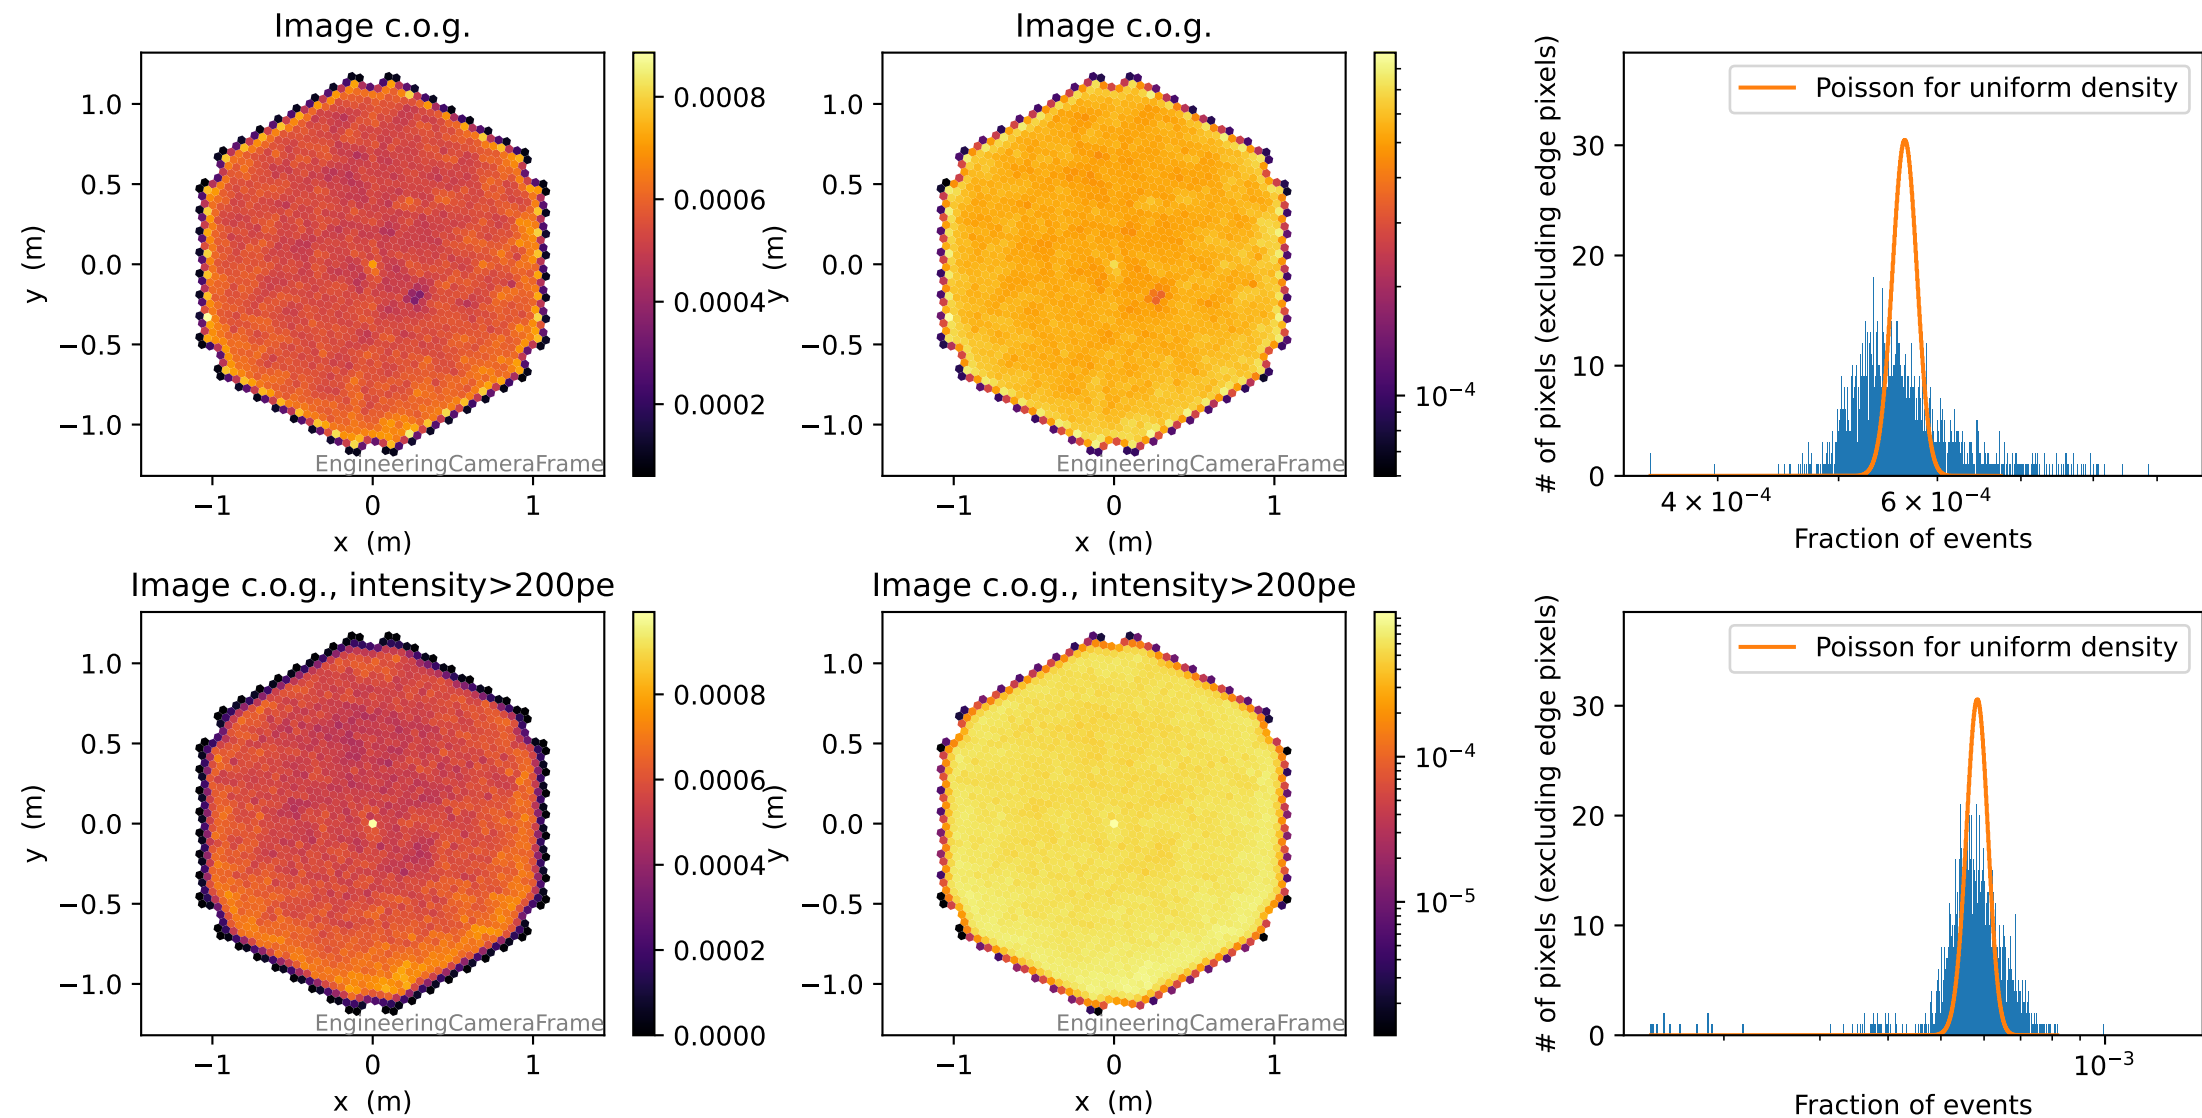 Image c.o.g.
1.0
0.5
0.0
−0.5
−1.0
y (m)
−1
0
1
x (m)
EngineeringCameraFrame
0.0008
0.0006
0.0004
0.0002
Image c.o.g.
1.0
0.5
0.0
−0.5
−1.0
y (m)
−1
0
1
x (m)
EngineeringCameraFrame
10⁻⁴
# of pixels (excluding edge pixels)
30
20
10
0
Poisson for uniform density
4 × 10⁻⁴
6 × 10⁻⁴
Fraction of events
Image c.o.g., intensity>200pe
1.0
0.5
0.0
−0.5
−1.0
y (m)
−1
0
1
x (m)
EngineeringCameraFrame
0.0008
0.0006
0.0004
0.0002
0.0000
Image c.o.g., intensity>200pe
1.0
0.5
0.0
−0.5
−1.0
y (m)
−1
0
1
x (m)
EngineeringCameraFrame
10⁻⁴
10⁻⁵
# of pixels (excluding edge pixels)
30
20
10
0
Poisson for uniform density
10⁻³
Fraction of events